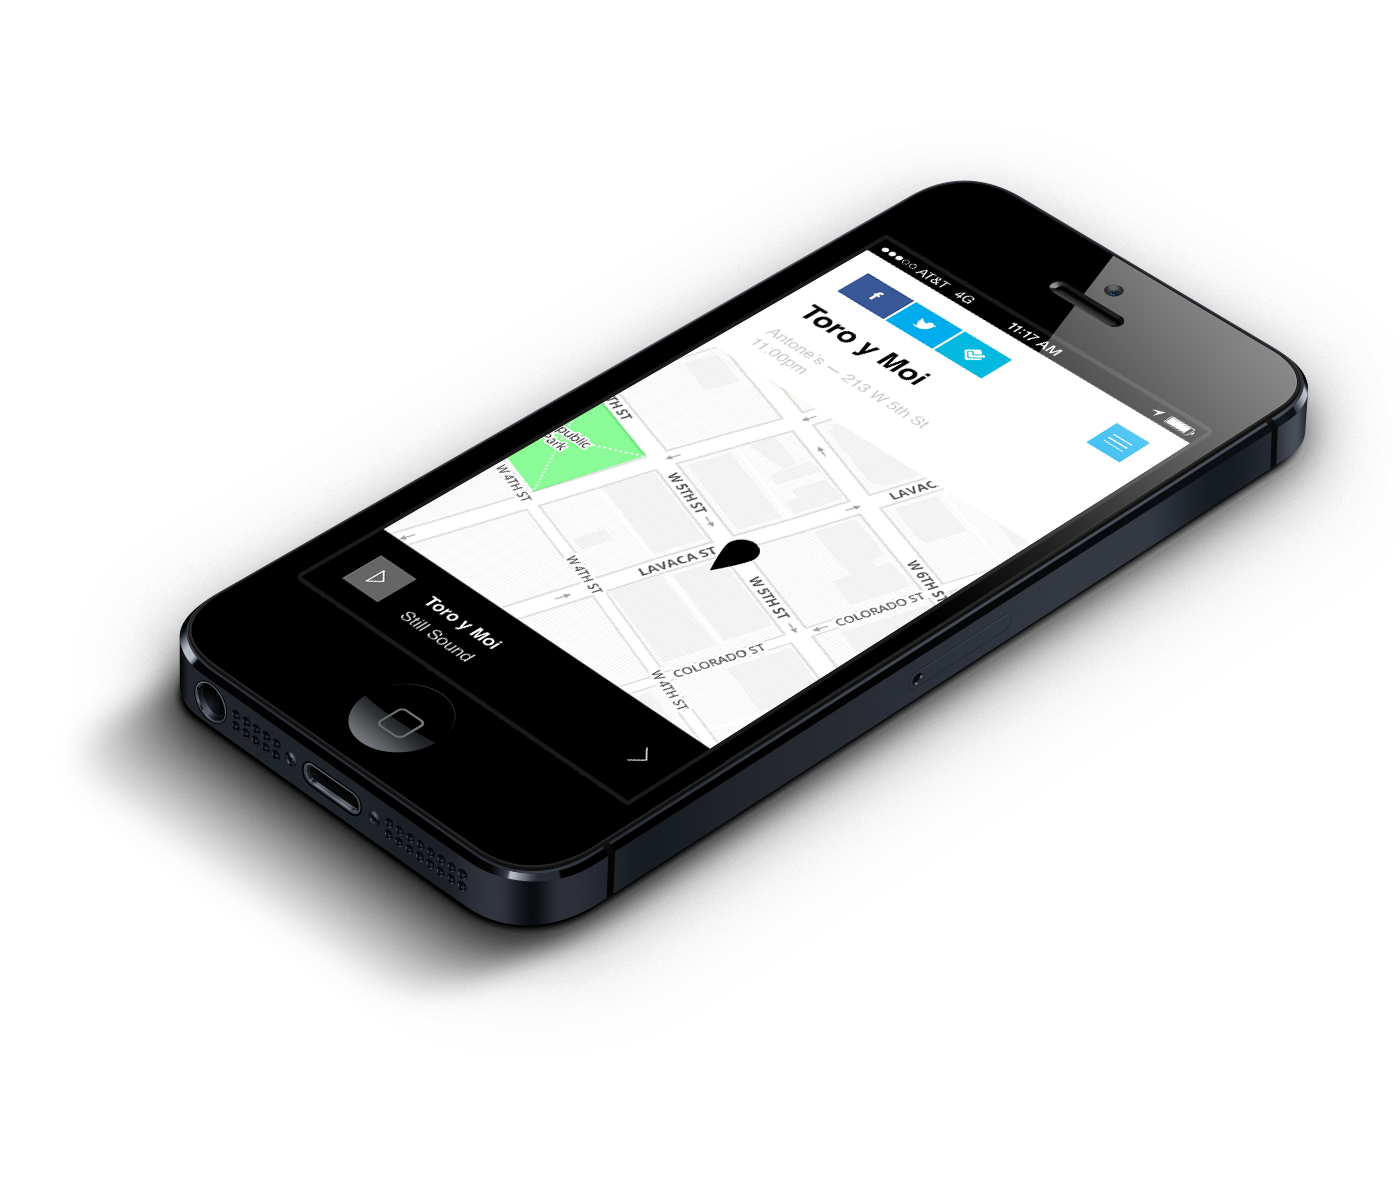 AT&T 4G
11:17 AM
f
Toro y Moi
Antone's — 213 W 5th St
11:00pm
TH ST
public
Park
W 4TH ST
W 5TH ST
LAVAC
LAVACA ST
W 4TH ST
W 5TH ST
W 6TH ST
COLORADO ST
COLORADO ST
W 4TH ST
Toro y Moi
Still Sound